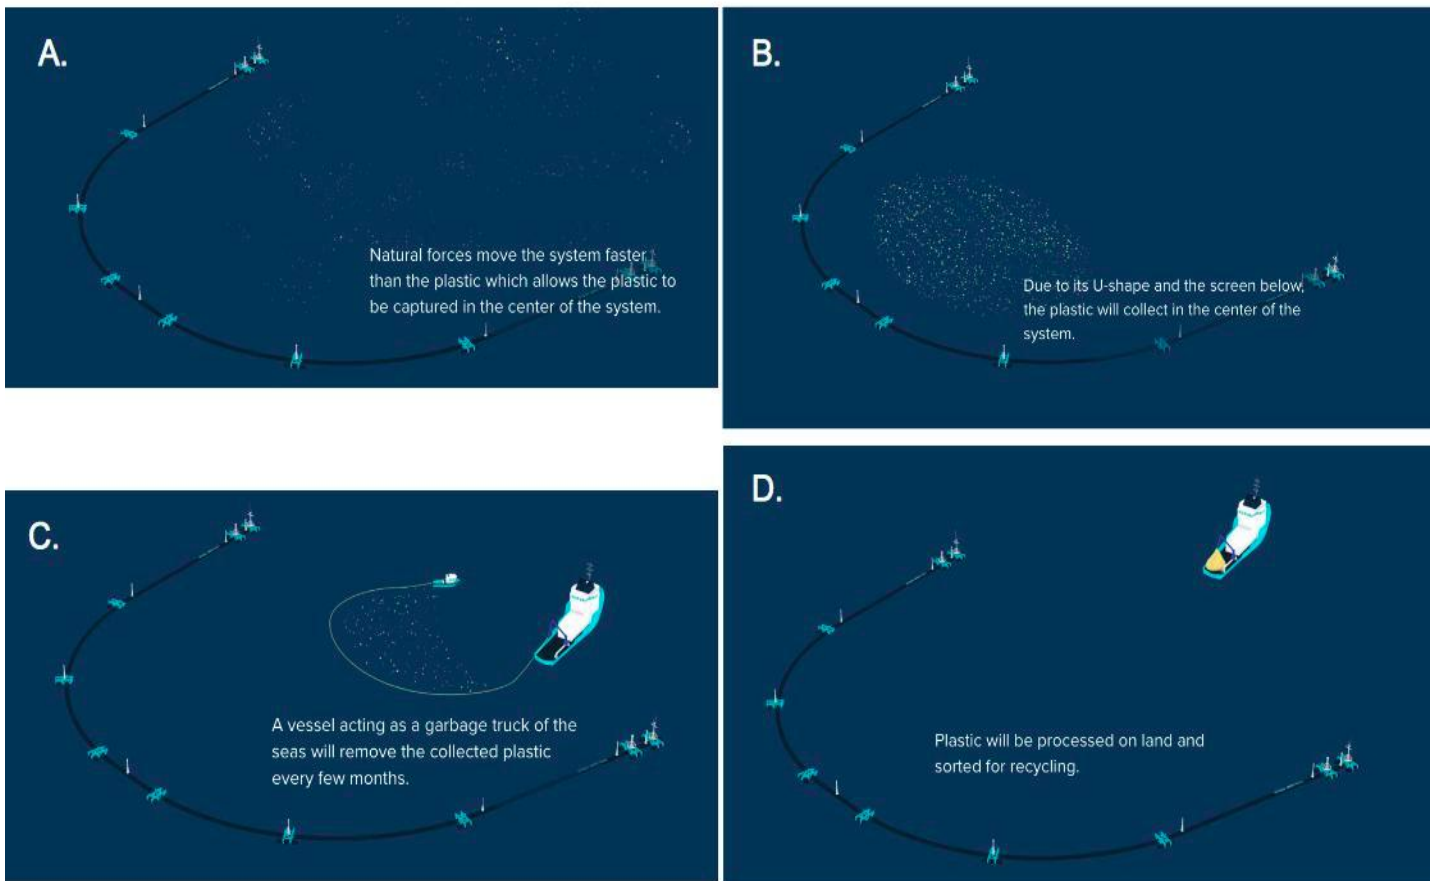 A.
Natural forces move the system faster
than the plastic which allows the plastic to
be captured in the center of the system.
B.
Due to its U-shape and the screen below,
the plastic will collect in the center of the
system.
C.
A vessel acting as a garbage truck of the
seas will remove the collected plastic
every few months.
D.
Plastic will be processed on land and
sorted for recycling.